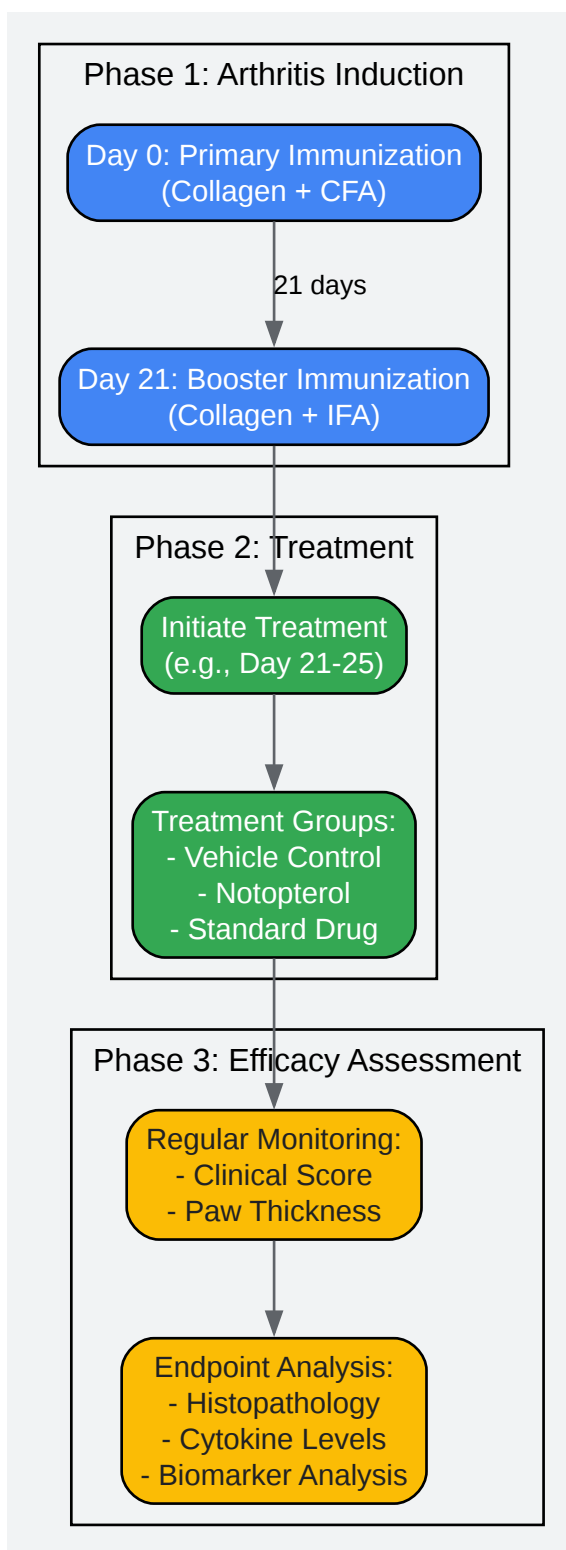 Phase 1: Arthritis Induction
Day 0: Primary Immunization
(Collagen + CFA)
21 days
Day 21: Booster Immunization
(Collagen + IFA)
Phase 2: Treatment
Initiate Treatment
(e.g., Day 21-25)
Treatment Groups:
- Vehicle Control
- Notopterol
- Standard Drug
Phase 3: Efficacy Assessment
Regular Monitoring:
- Clinical Score
- Paw Thickness
Endpoint Analysis:
- Histopathology
- Cytokine Levels
- Biomarker Analysis